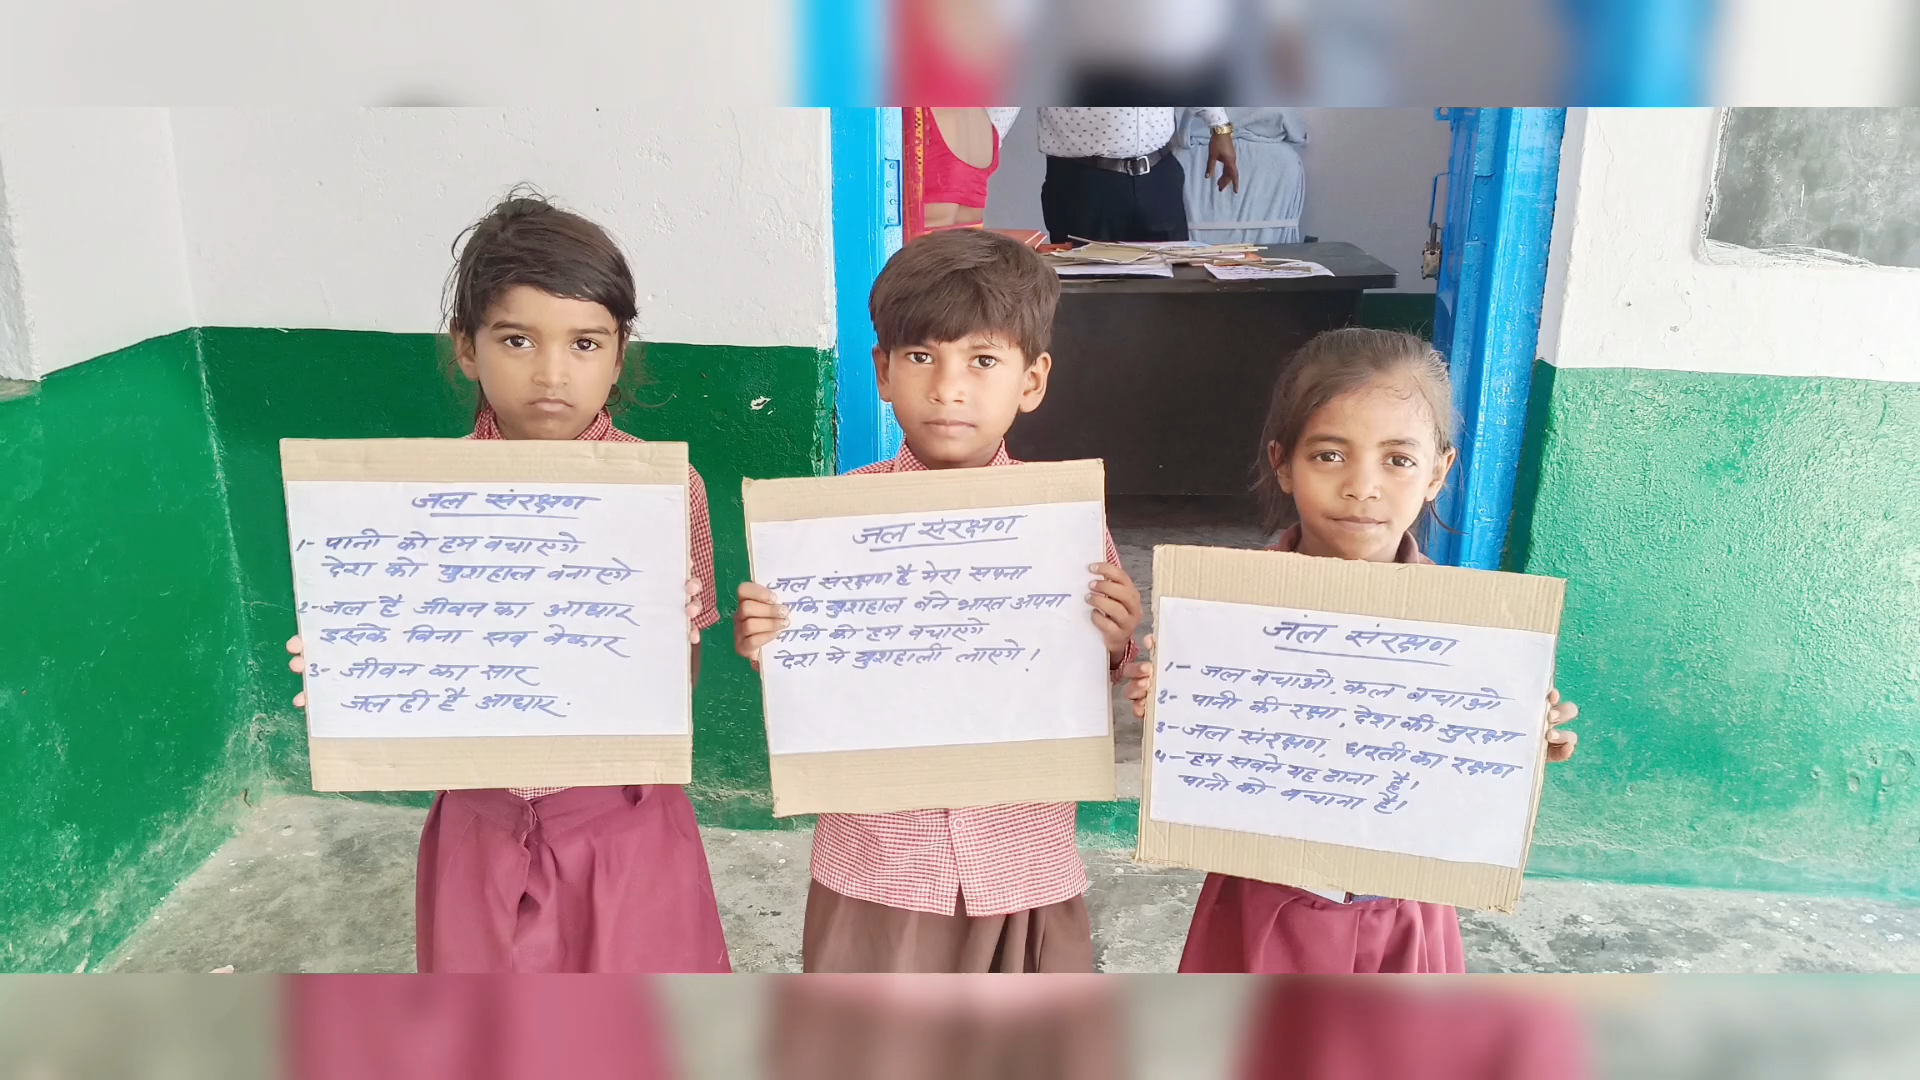 जल संरक्षण
1- पानी को हम बचाएंगे
देश को खुशहाल बनाएंगे
2- जल है जीवन का आधार
इसके बिना सब बेकार
3- जीवन का सार
जल ही है आधार.
जल संरक्षण
जल संरक्षण है मेरा सपना
ताकि खुशहाल बने भारत अपना
पानी को हम बचाएंगे
देश मे खुशहाली लाएंगे!
जंल संरक्षण
1- जल बचाओ, कल बचाओ
2- पानी की रक्षा, देश की सुरक्षा
3- जल संरक्षण, धरती का रक्षण
4- हम सबने यह ठाना है!
पानी को बचाना है!